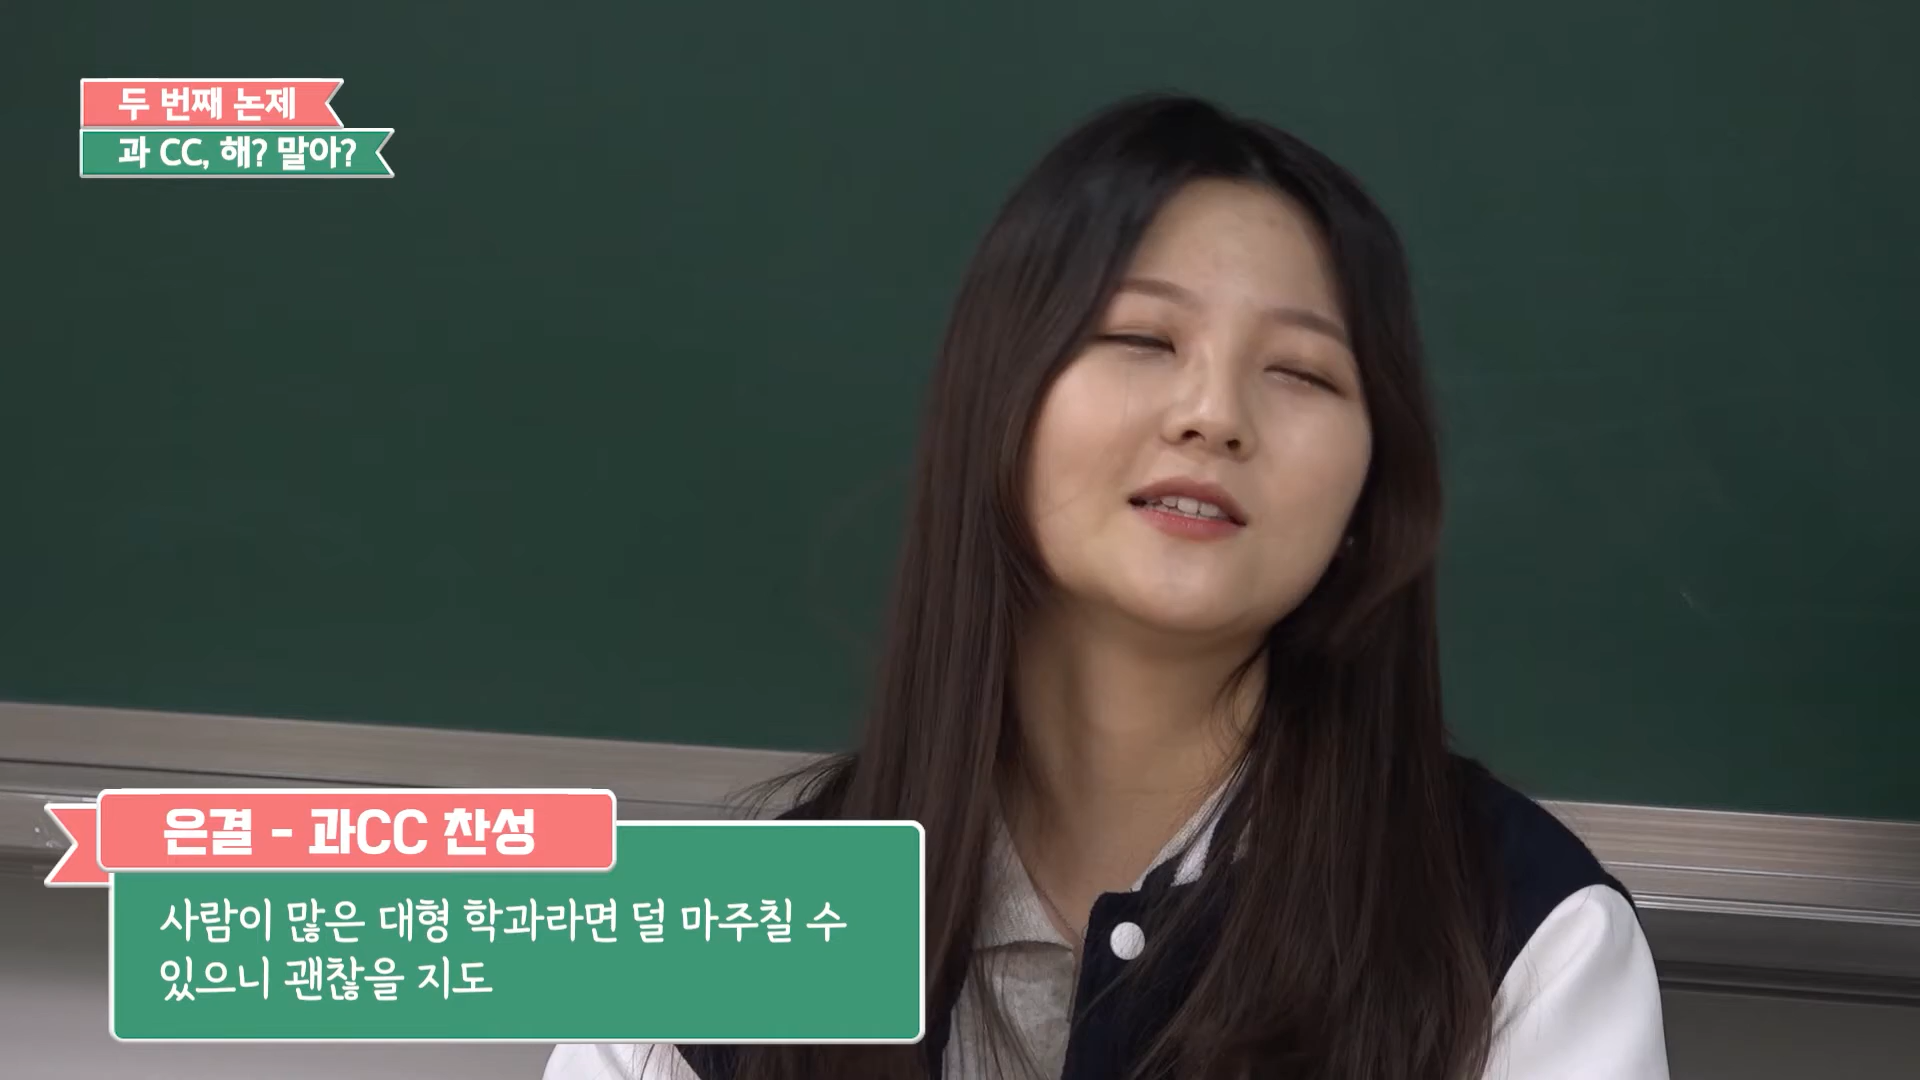 두 번째 논제
과 CC, 해? 말아?
은결 - 과CC 찬성
사람이 많은 대형 학과라면 덜 마주칠 수
있으니 괜찮을 지도